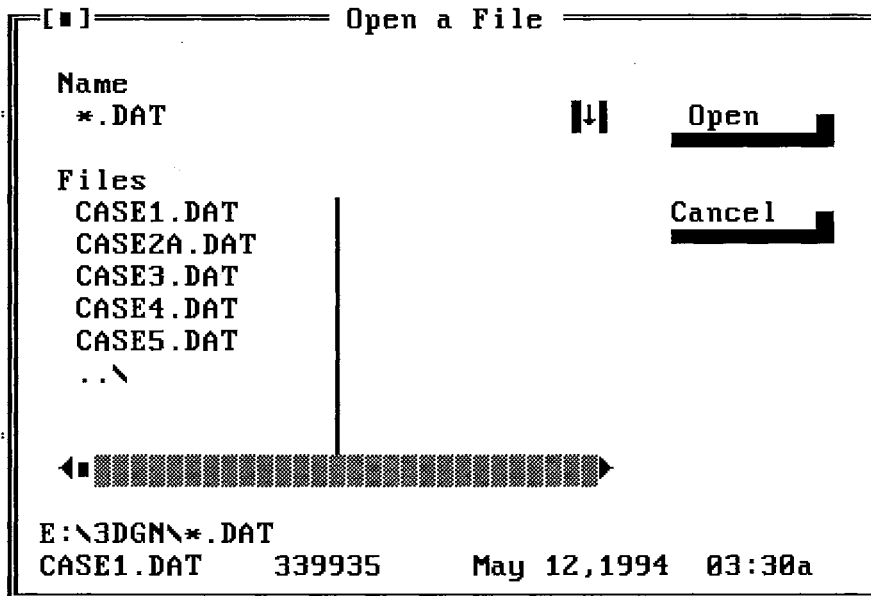 [■] Open a File
Name
*.DAT ↓ Open
Files
CASE1.DAT Cancel
CASE2A.DAT
CASE3.DAT
CASE4.DAT
CASE5.DAT
..\
E:\3DGN\*.DAT
CASE1.DAT 339935 May 12,1994 03:30a